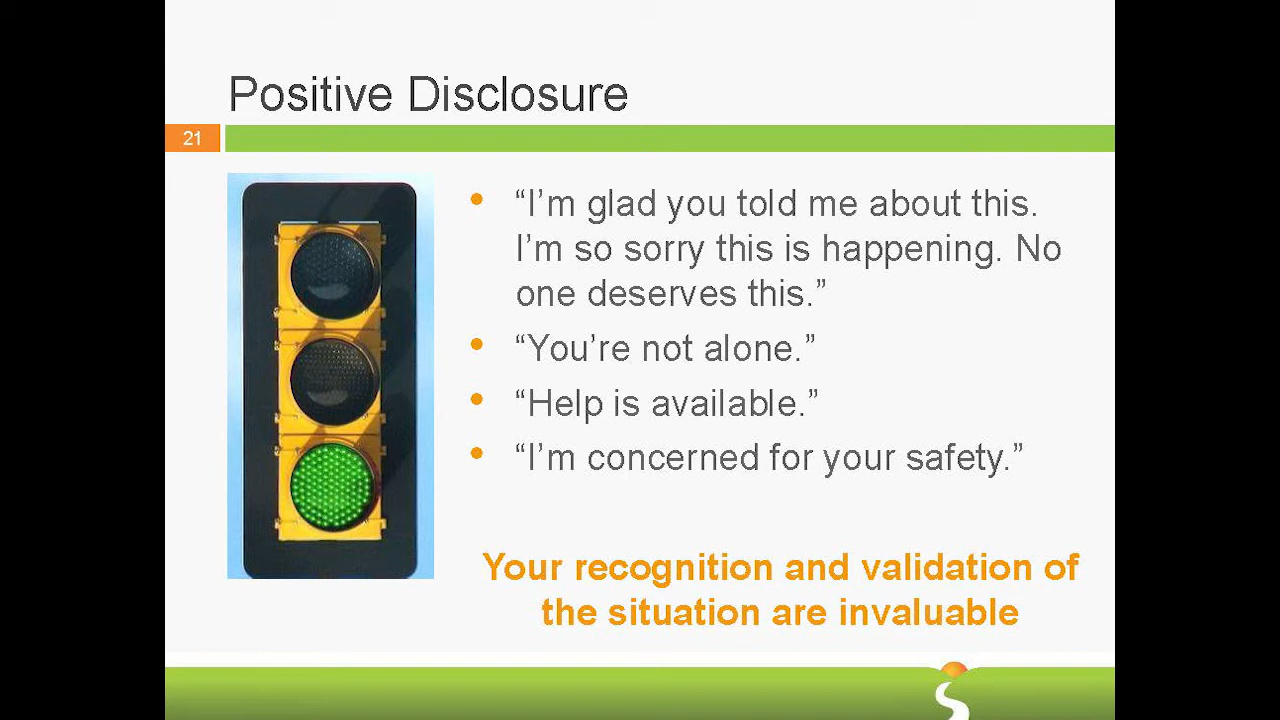 Positive Disclosure
21
• “I’m glad you told me about this.
I’m so sorry this is happening. No
one deserves this.”
• “You’re not alone.”
• “Help is available.”
• “I’m concerned for your safety.”
Your recognition and validation of
the situation are invaluable